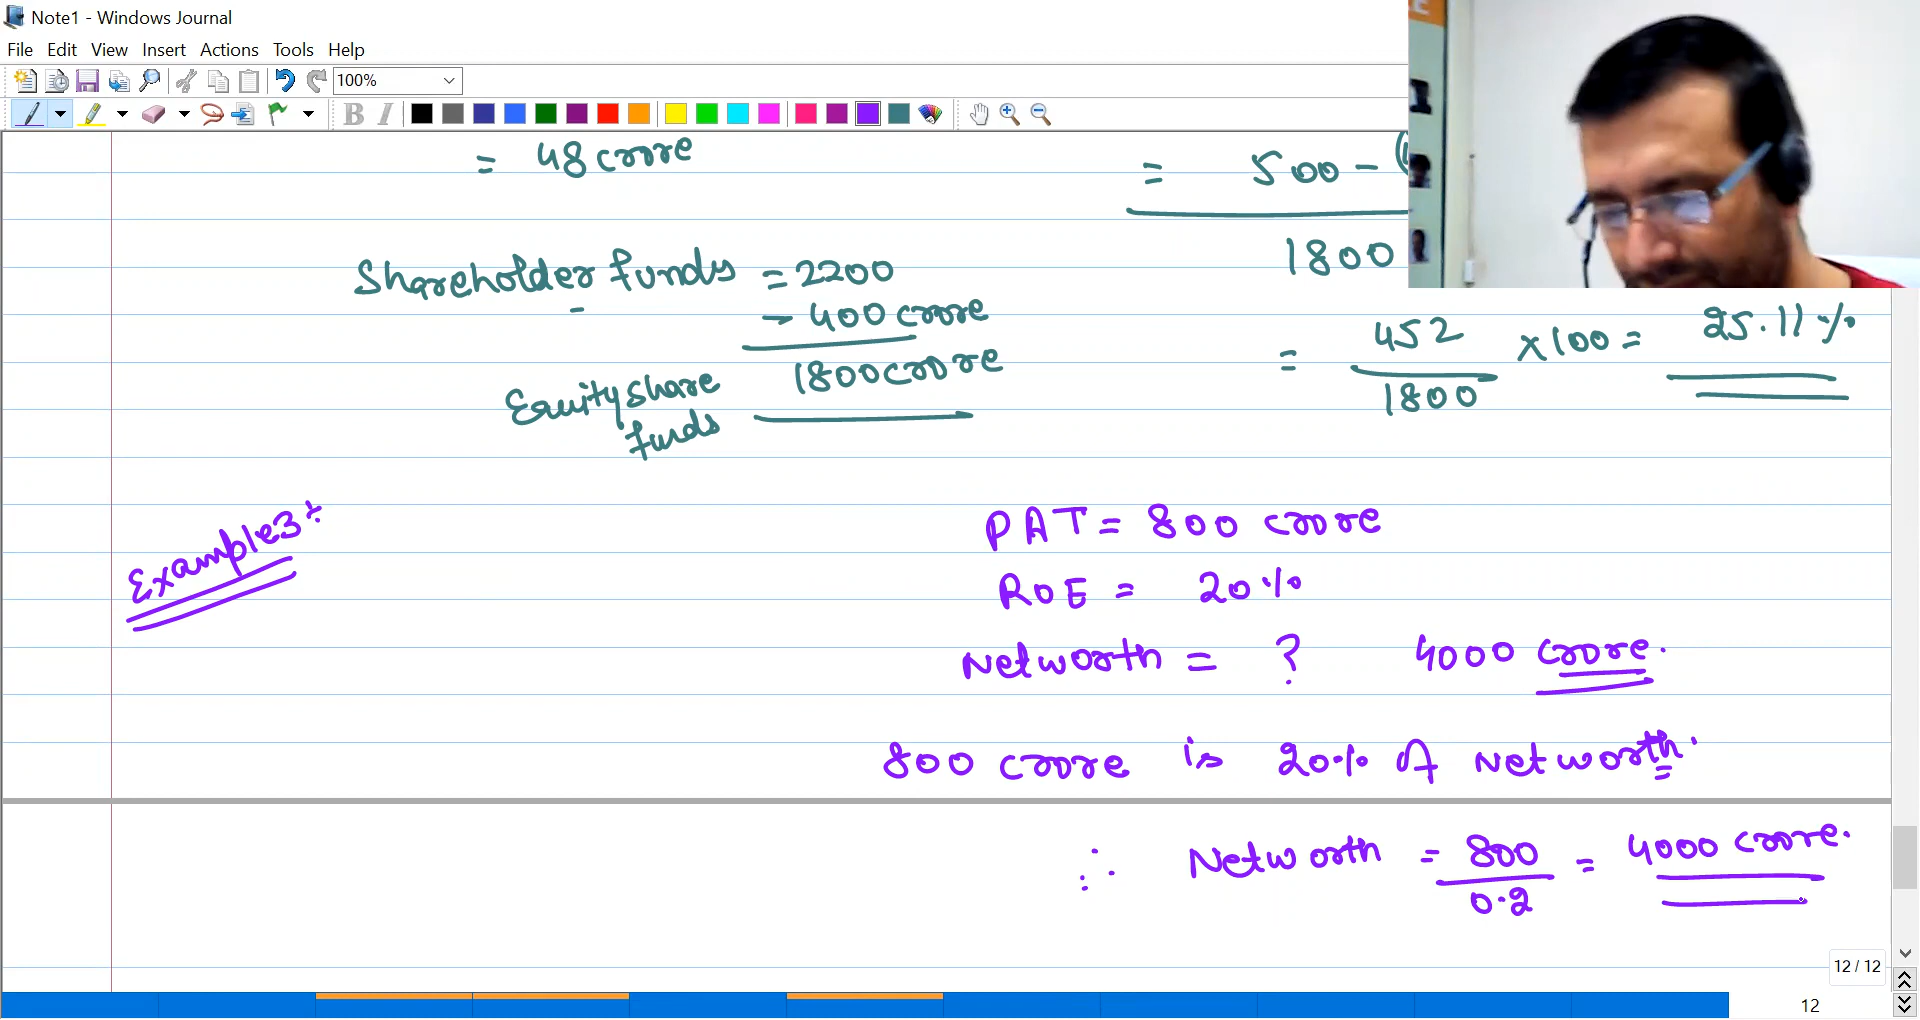 Note1 - Windows Journal
File Edit View Insert Actions Tools Help
100%
B I
= 48 crore
= 500 - (
1800
Shareholder funds = 2200
- 400 crore
1800 crore
Equity share
funds
= 452 / 1800 x 100 = 25.11 %
Example 3 :
PAT = 800 crore
ROE = 20%
Networth = ? 4000 crore.
800 crore is 20% of Networth.
∴ Networth = 800 / 0.2 = 4000 crore.
12 / 12
12